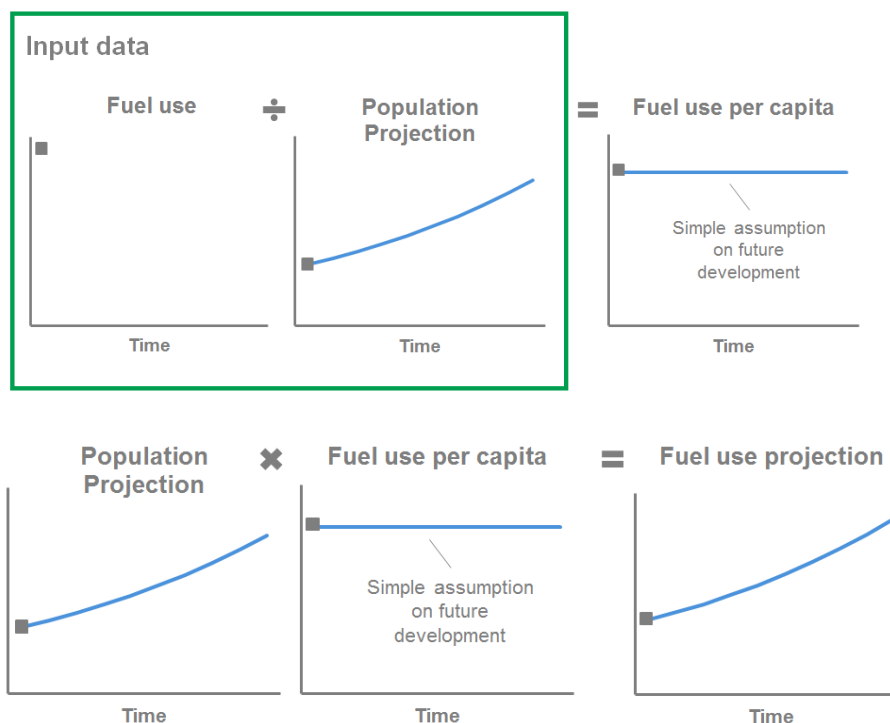 Input data
Fuel use
÷
Population
Projection
=
Fuel use per capita
Simple assumption
on future
development
Time
Time
Time
Population
Projection
×
Fuel use per capita
=
Fuel use projection
Simple assumption
on future
development
Time
Time
Time